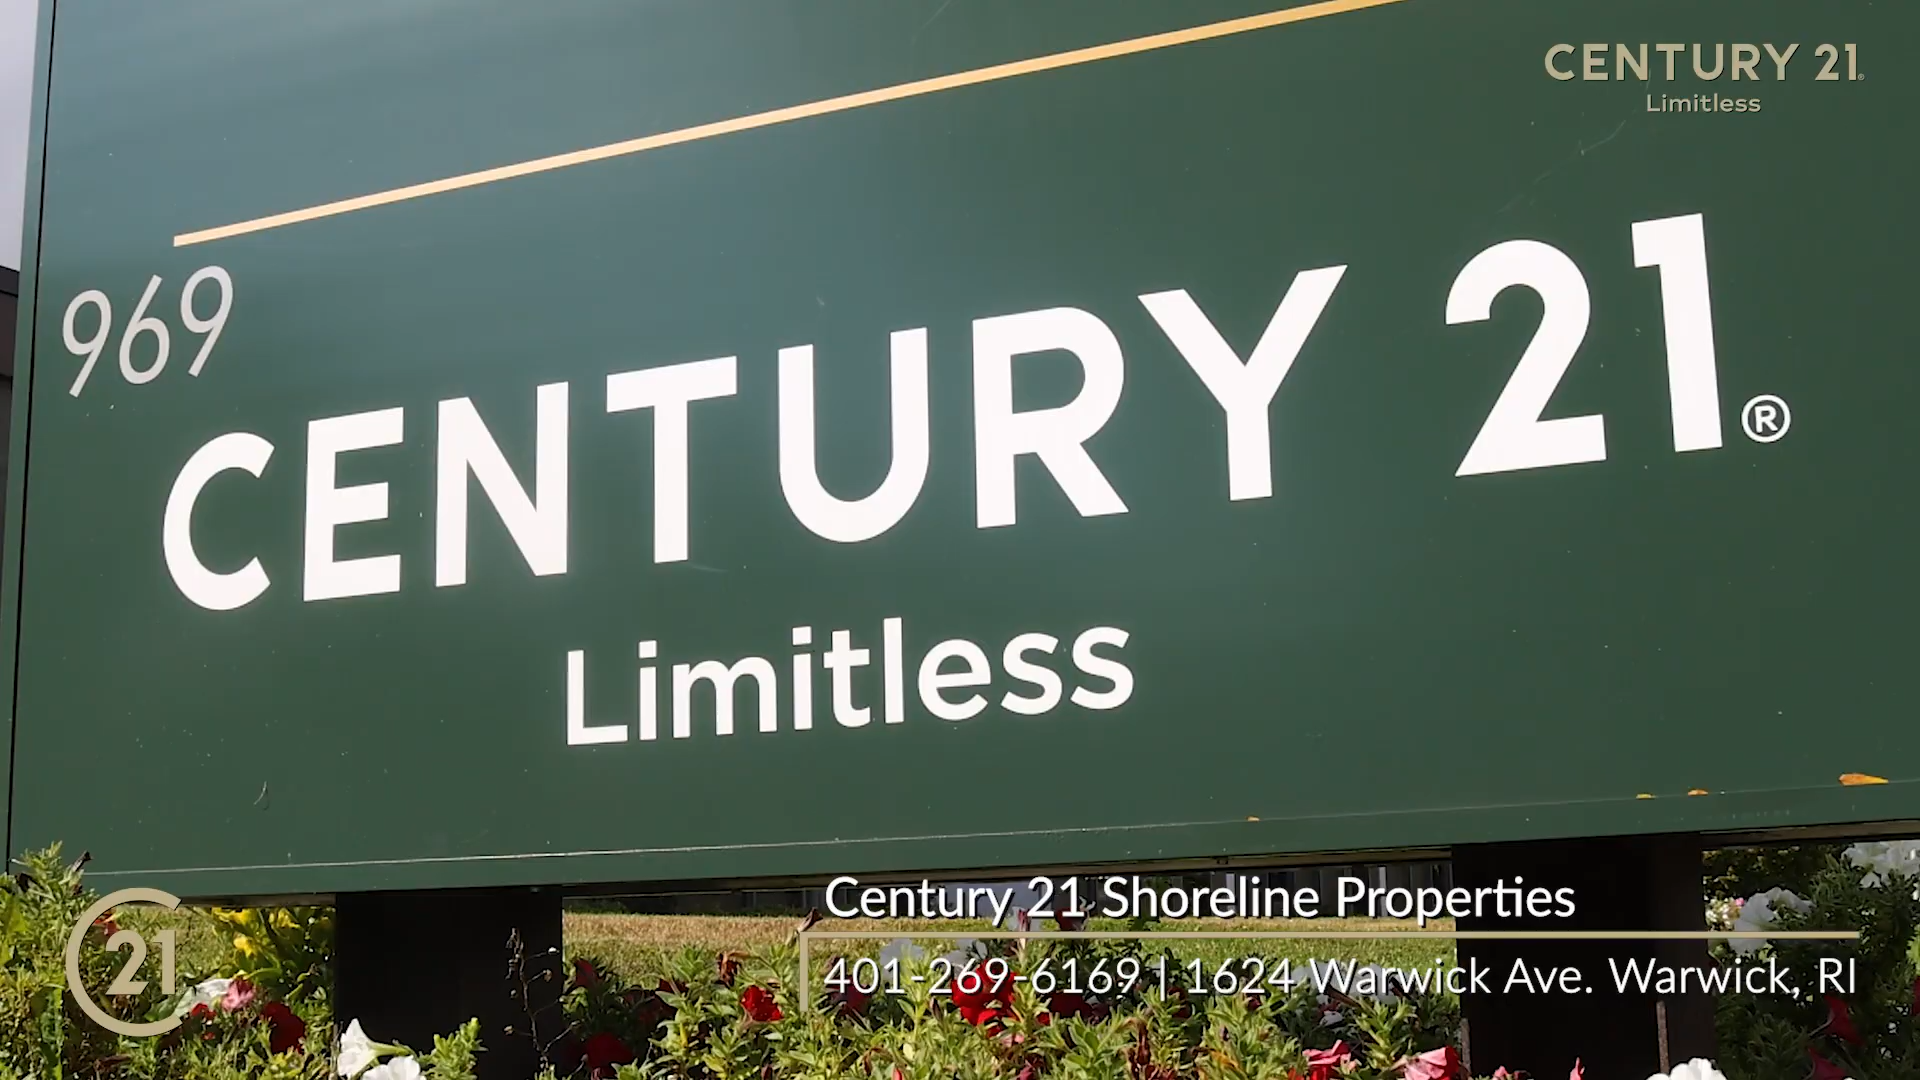 CENTURY 21®
Limitless
969
CENTURY 21®
Limitless
Century 21 Shoreline Properties
C21
401-269-6169 | 1624 Warwick Ave. Warwick, RI